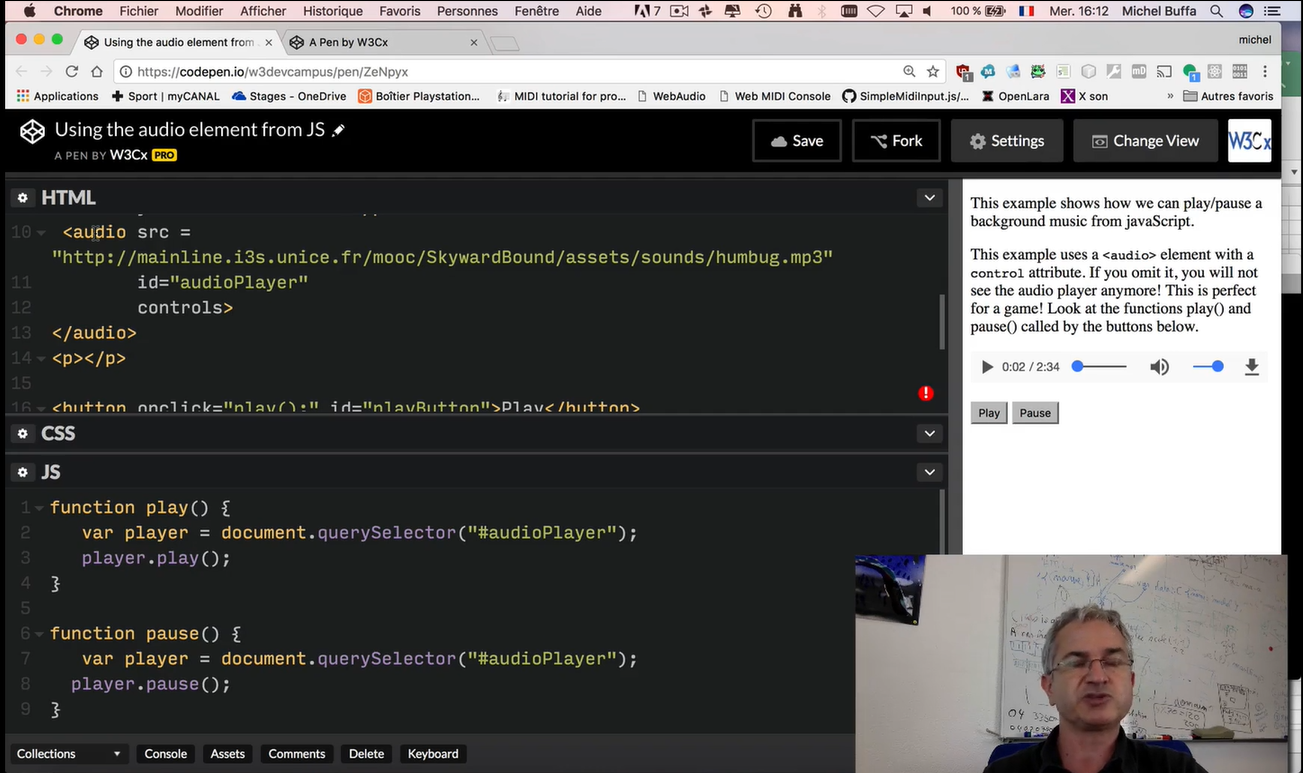 Chrome Fichier Modifier Afficher Historique Favoris Personnes Fenêtre Aide 7 100 % Mer. 16:12 Michel Buffa
Using the audio element from A Pen by W3Cx michel
https://codepen.io/w3devcampus/pen/ZeNpyx
Applications Sport | myCANAL Stages - OneDrive Boîtier Playstation... MIDI tutorial for pro... WebAudio Web MIDI Console SimpleMidiInput.js/... OpenLara X son » Autres favoris
Using the audio element from JS
A PEN BY W3Cx PRO
Save Fork Settings Change View W3Cx
HTML
10 <audio src =
"http://mainline.i3s.unice.fr/mooc/SkywardBound/assets/sounds/humbug.mp3"
11 id="audioPlayer"
12 controls>
13 </audio>
14 <p></p>
15
16 <button onclick="play();" id="playButton">Play</button>
CSS
JS
1 function play() {
2 var player = document.querySelector("#audioPlayer");
3 player.play();
4 }
5
6 function pause() {
7 var player = document.querySelector("#audioPlayer");
8 player.pause();
9 }
Collections Console Assets Comments Delete Keyboard
This example shows how we can play/pause a
background music from javaScript.
This example uses a <audio> element with a
control attribute. If you omit it, you will not
see the audio player anymore! This is perfect
for a game! Look at the functions play() and
pause() called by the buttons below.
0:02 / 2:34
Play Pause